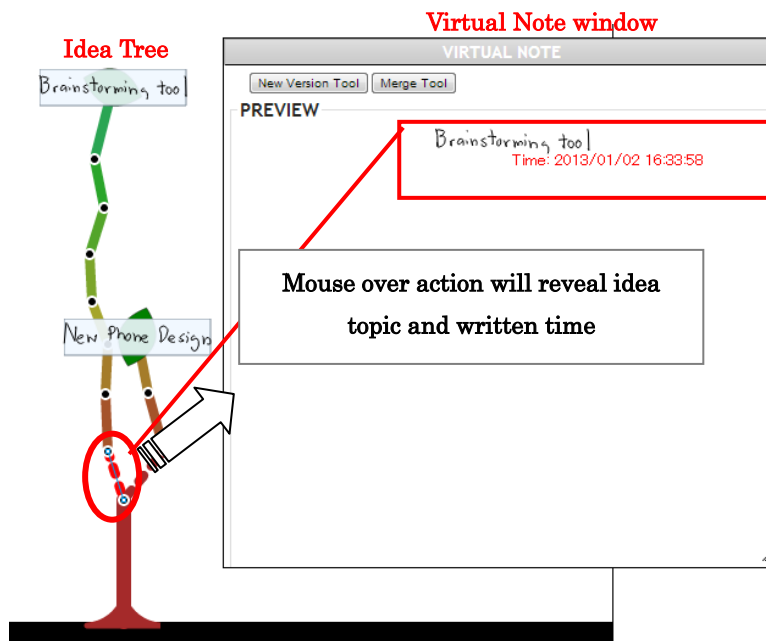 Virtual Note window
Idea Tree
VIRTUAL NOTE
Brainstorming tool
New Version Tool Merge Tool
PREVIEW
Brainstorming tool
Time: 2013/01/02 16:33:58
Mouse over action will reveal idea
topic and written time
New Phone Design